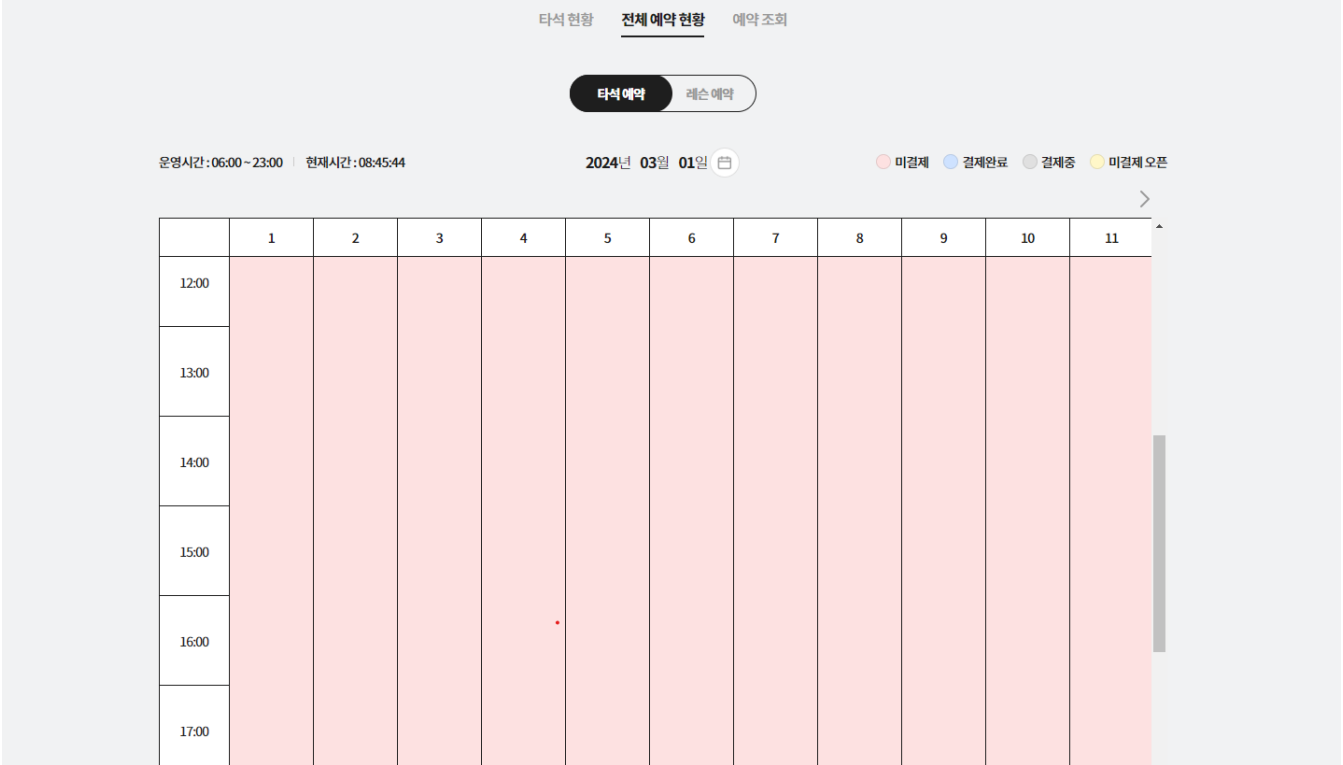 타석 현황 전체 예약 현황 예약 조회
타석 예약 레슨 예약
운영시간 : 06:00 ~ 23:00 현재시간 : 08:45:44 2024년 03월 01일 미결제 결제완료 결제중 미결제 오픈
1 2 3 4 5 6 7 8 9 10 11
12:00
13:00
14:00
15:00
16:00
17:00